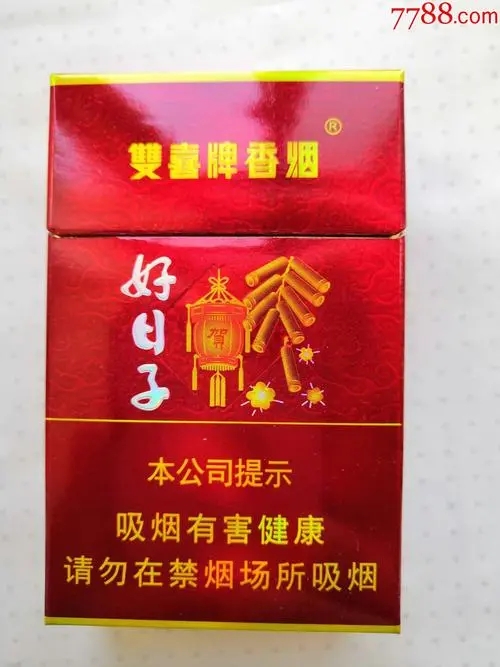 7788.com
雙喜牌香烟®
好日子
賀
本公司提示
吸烟有害健康
请勿在禁烟场所吸烟